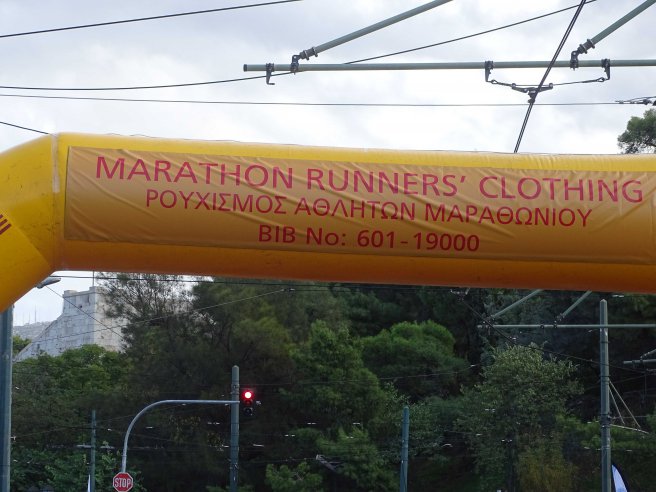 MARATHON RUNNERS' CLOTHING
ΡΟΥΧΙΣΜΟΣ ΑΘΛΗΤΩΝ ΜΑΡΑΘΩΝΙΟΥ
BIB No: 601-19000
STOP